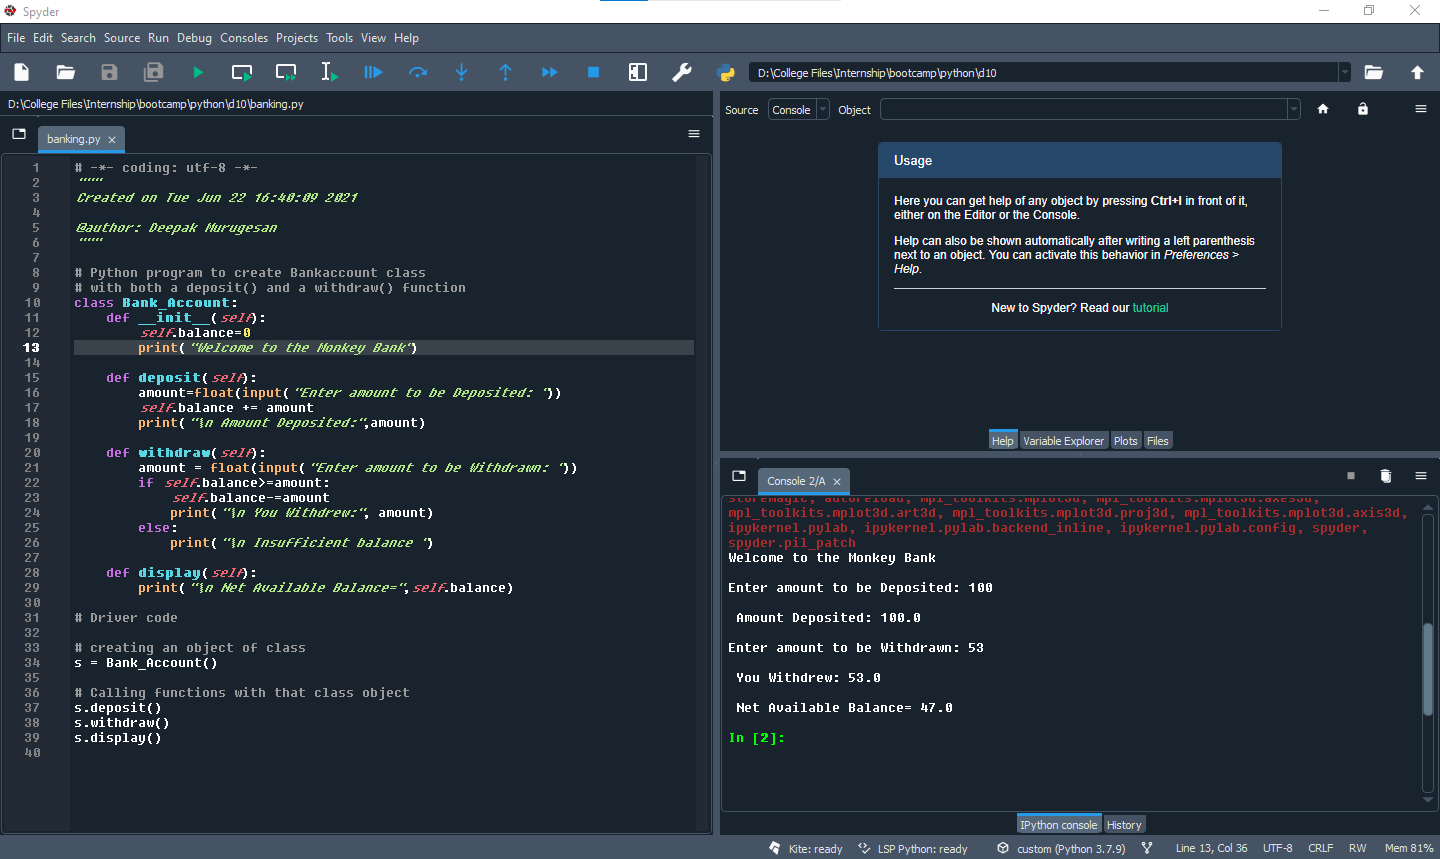 Spyder
File Edit Search Source Run Debug Consoles Projects Tools View Help
D:\College Files\Internship\bootcamp\python\d10
D:\College Files\Internship\bootcamp\python\d10\banking.py
banking.py
1 # -*- coding: utf-8 -*-
2 """
3 Created on Tue Jun 22 16:40:09 2021
4
5 @author: Deepak Murugesan
6 """
7
8 # Python program to create Bankaccount class
9 # with both a deposit() and a withdraw() function
10 class Bank_Account:
11     def __init__(self):
12         self.balance=0
13         print("Welcome to the Monkey Bank")
14
15     def deposit(self):
16         amount=float(input("Enter amount to be Deposited: "))
17         self.balance += amount
18         print("\n Amount Deposited:",amount)
19
20     def withdraw(self):
21         amount = float(input("Enter amount to be Withdrawn: "))
22         if self.balance>=amount:
23             self.balance-=amount
24             print("\n You Withdrew:", amount)
25         else:
26             print("\n Insufficient balance ")
27
28     def display(self):
29         print("\n Net Available Balance=",self.balance)
30
31 # Driver code
32
33 # creating an object of class
34 s = Bank_Account()
35
36 # Calling functions with that class object
37 s.deposit()
38 s.withdraw()
39 s.display()
40
Source Console Object
Usage
Here you can get help of any object by pressing Ctrl+I in front of it,
either on the Editor or the Console.
Help can also be shown automatically after writing a left parenthesis
next to an object. You can activate this behavior in Preferences >
Help.
New to Spyder? Read our tutorial
Help Variable Explorer Plots Files
Console 2/A
storemagic, autoreload, mpl_toolkits.mplot3d, mpl_toolkits.mplot3d.axes3d,
mpl_toolkits.mplot3d.art3d, mpl_toolkits.mplot3d.proj3d, mpl_toolkits.mplot3d.axis3d,
ipykernel.pylab, ipykernel.pylab.backend_inline, ipykernel.pylab.config, spyder,
spyder.pil_patch
Welcome to the Monkey Bank
Enter amount to be Deposited: 100
Amount Deposited: 100.0
Enter amount to be Withdrawn: 53
You Withdrew: 53.0
Net Available Balance= 47.0
In [2]:
IPython console History
Kite: ready LSP Python: ready custom (Python 3.7.9) Line 13, Col 36 UTF-8 CRLF RW Mem 81%